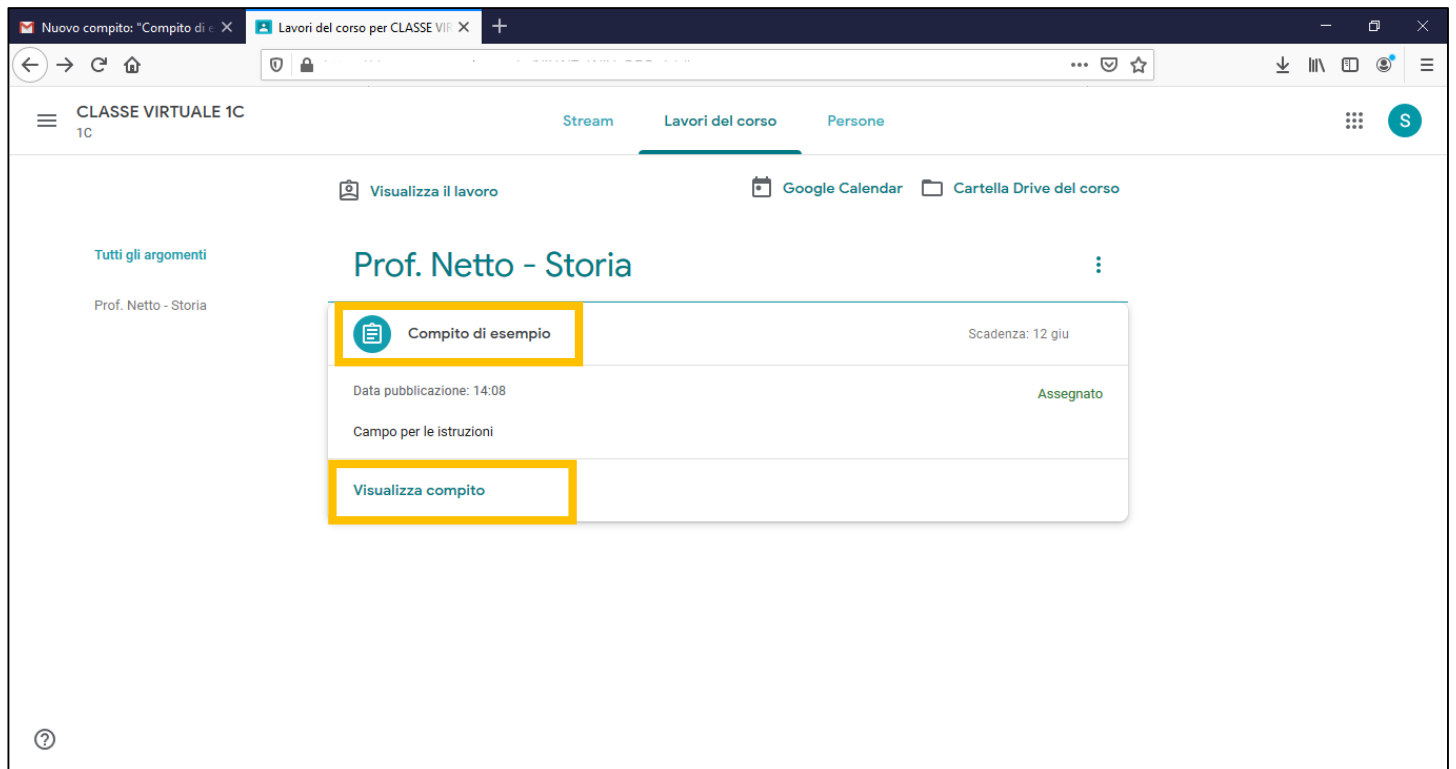 Nuovo compito: "Compito di e
Lavori del corso per CLASSE VIR
CLASSE VIRTUALE 1C
1C
Stream
Lavori del corso
Persone
S
Visualizza il lavoro
Google Calendar
Cartella Drive del corso
Tutti gli argomenti
Prof. Netto - Storia
Prof. Netto - Storia
Compito di esempio
Scadenza: 12 giu
Data pubblicazione: 14:08
Assegnato
Campo per le istruzioni
Visualizza compito